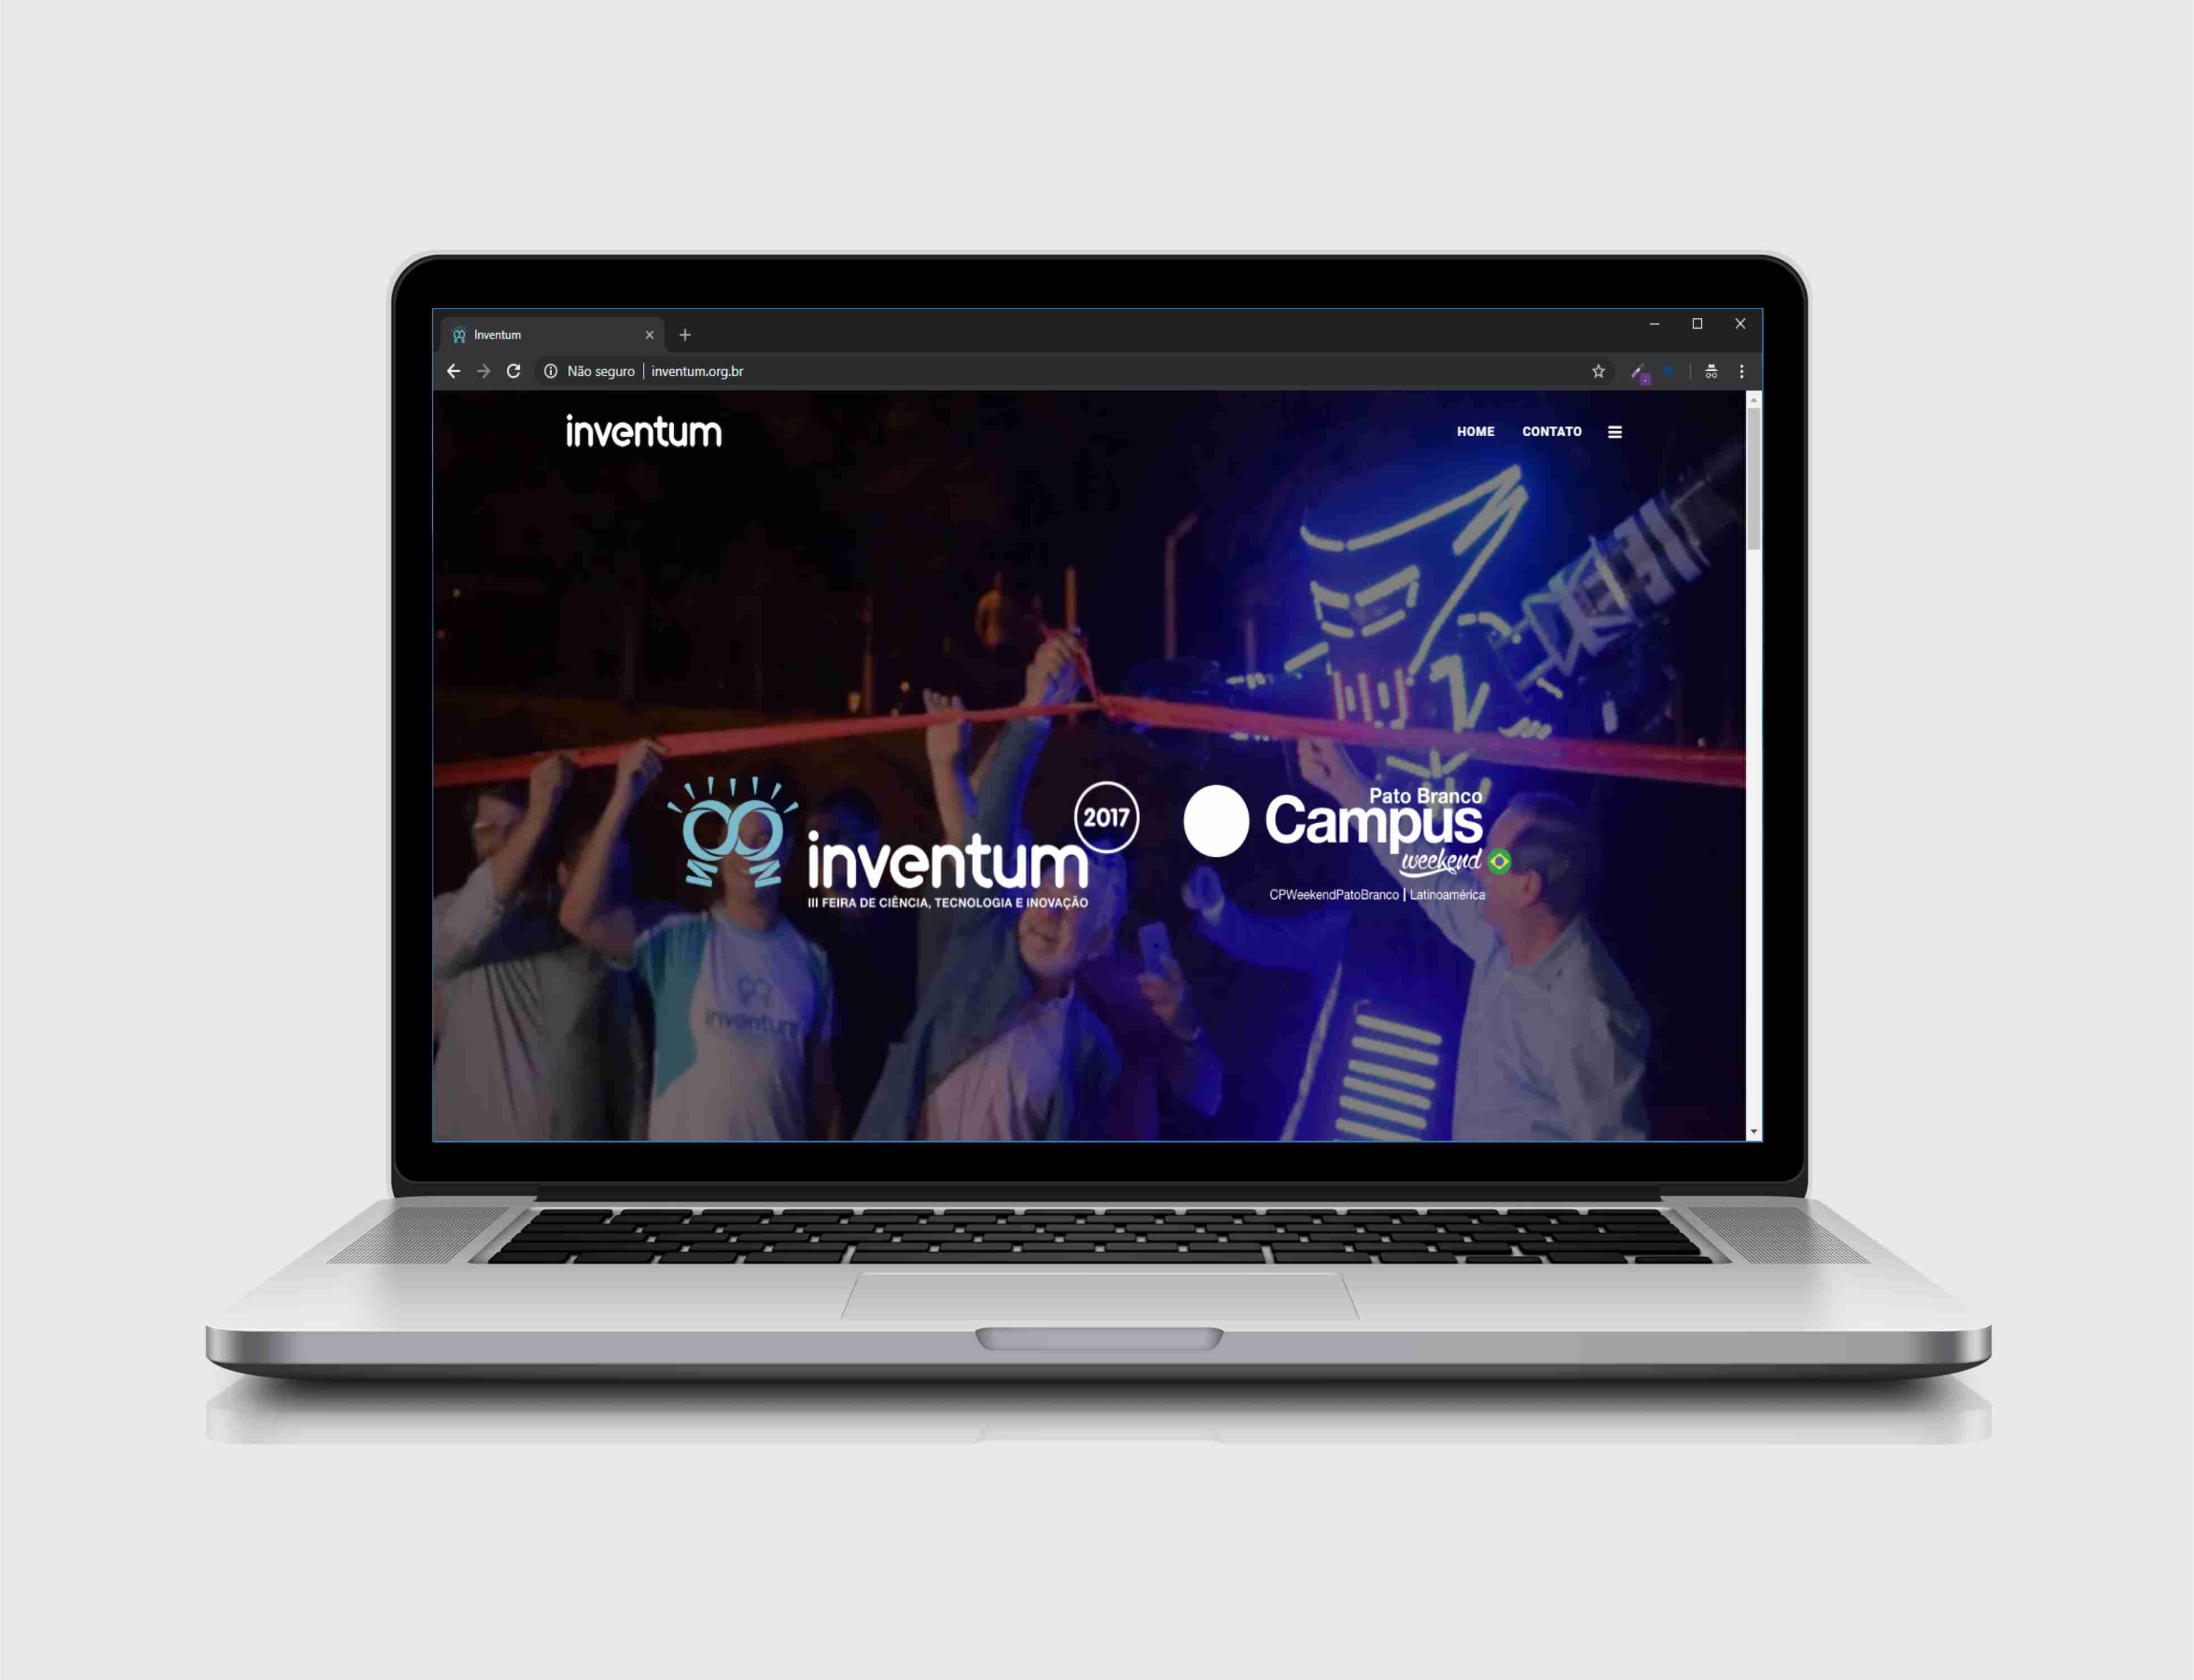 Inventum
Não seguro | inventum.org.br
inventum
HOME CONTATO
inventum
2017
III FEIRA DE CIÊNCIA, TECNOLOGIA E INOVAÇÃO
Pato Branco
Campus
weekend
CPWeekendPatoBranco | Latinoamérica
inventum